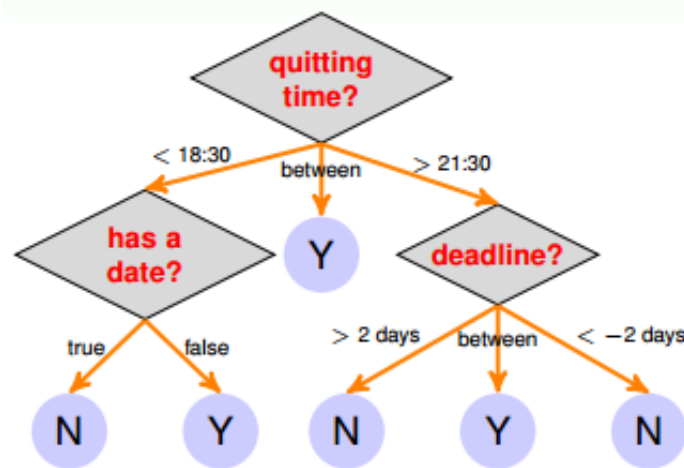 quitting
time?
< 18:30
between
> 21:30
has a
date?
Y
deadline?
true
false
> 2 days
between
< −2 days
N
Y
N
Y
N